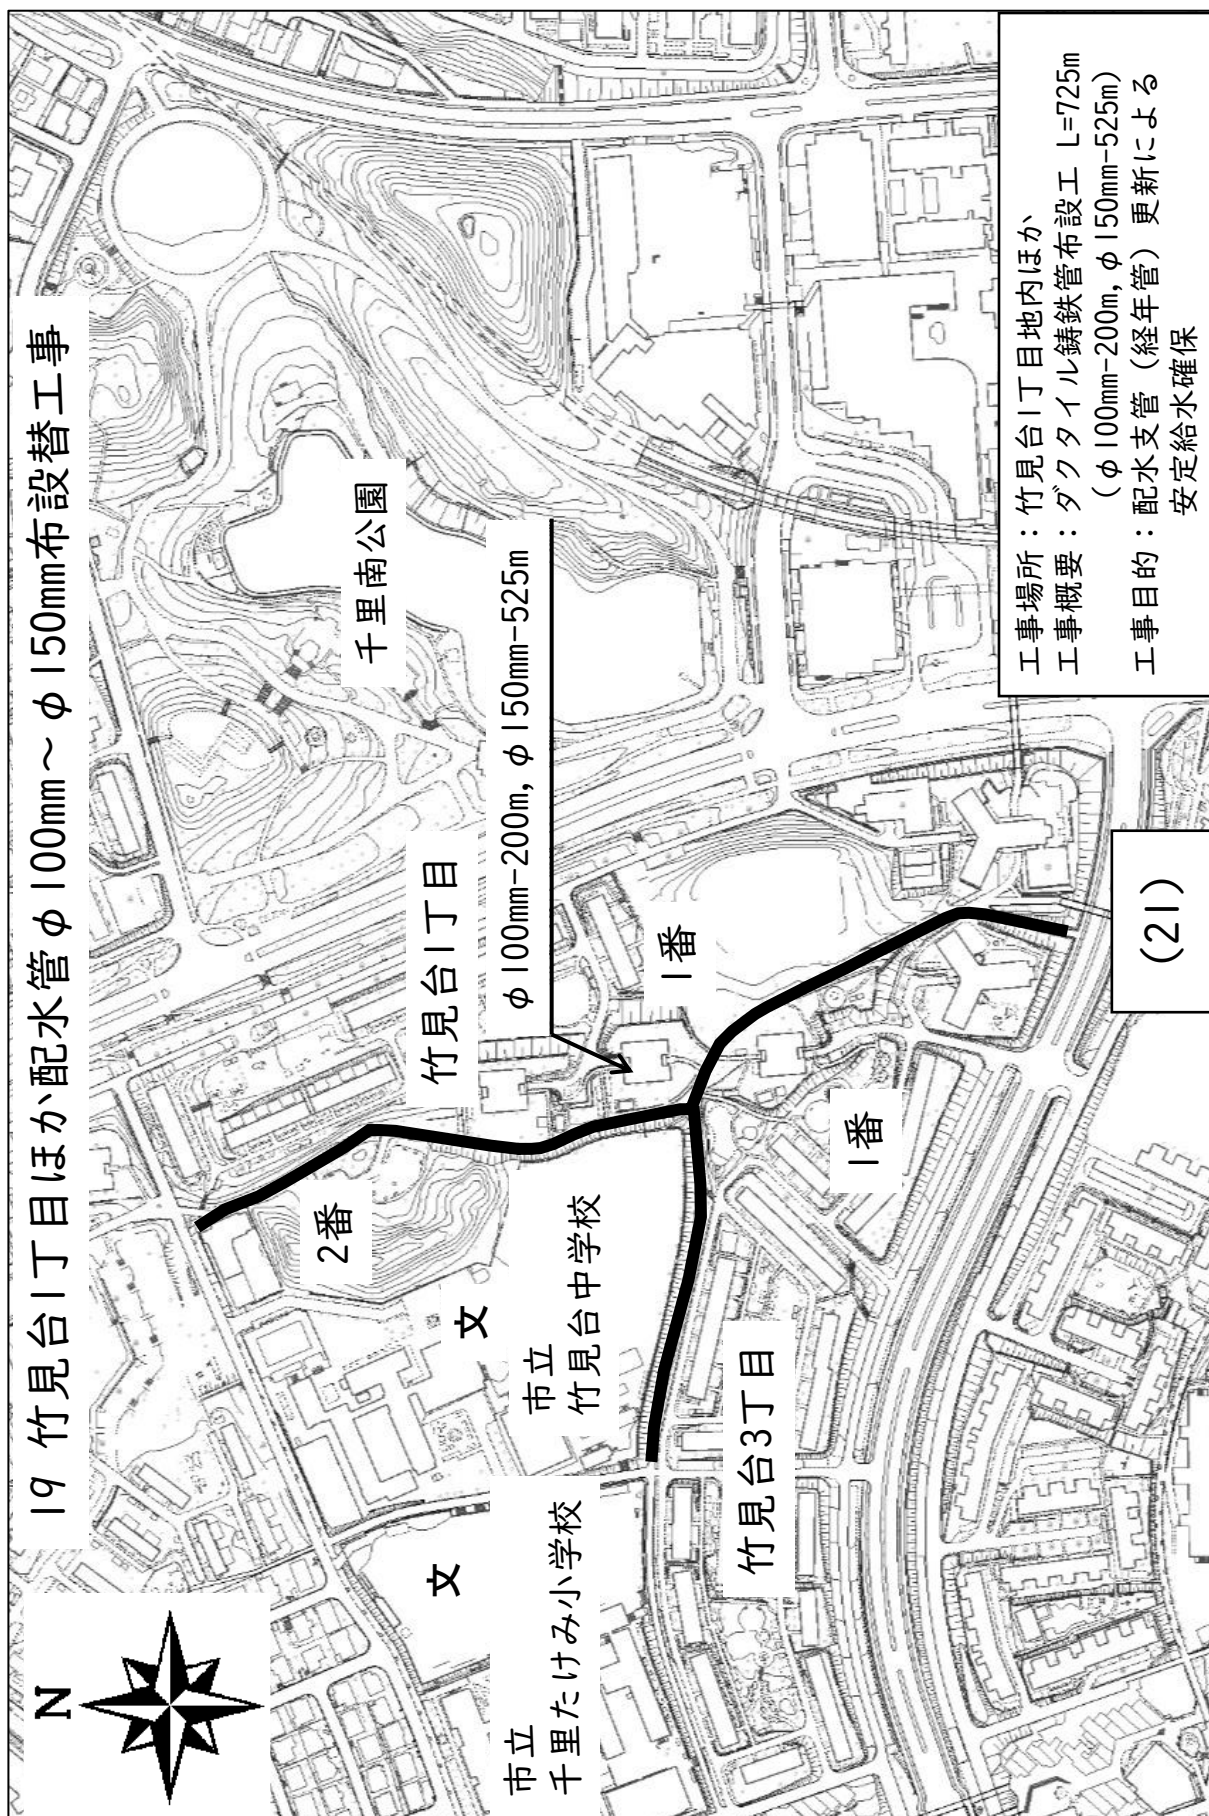 19 竹見台1丁目ほか配水管φ100mm～φ150mm布設替工事
N
千里南公園
φ100mm-200m, φ150mm-525m
竹見台1丁目
1番
1番
2番
文
市立
竹見台中学校
竹見台3丁目
文
市立
千里たけみ小学校
(21)
工事場所：竹見台1丁目地内ほか
工事概要：ダクタイル鋳鉄管布設工 L=725m
(φ100mm-200m, φ150mm-525m)
工事目的：配水支管（経年管）更新による
安定給水確保